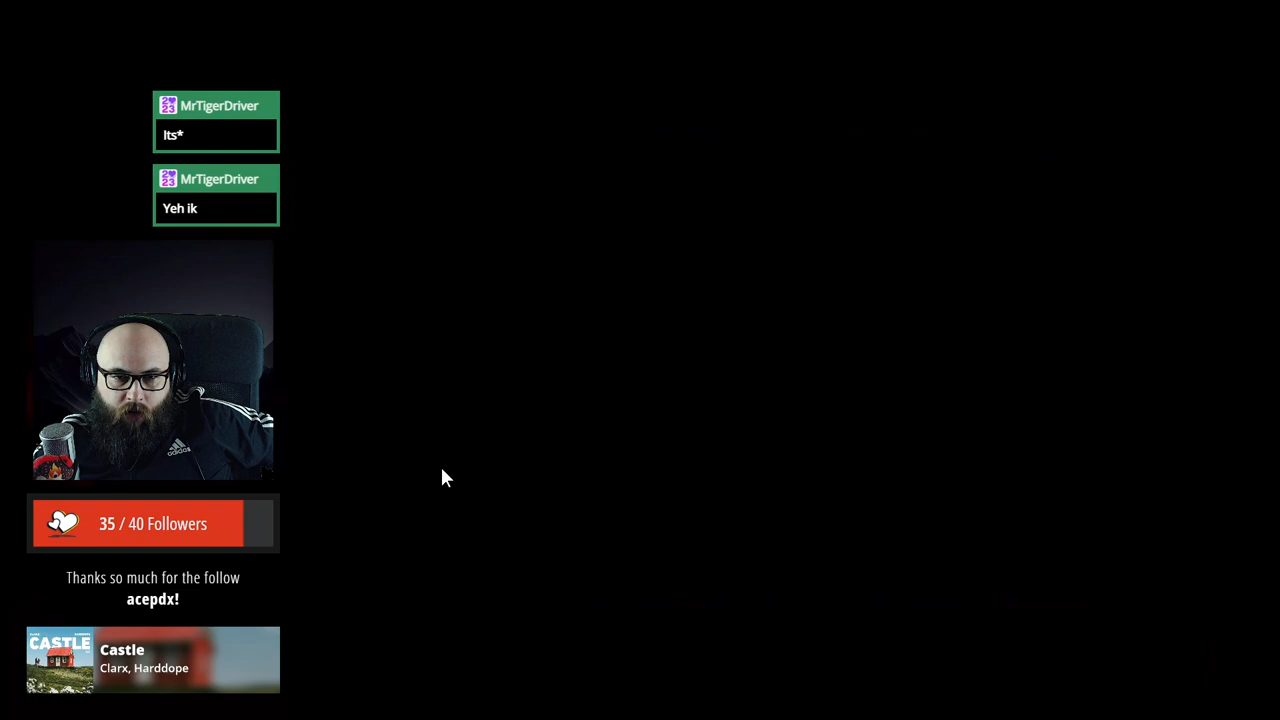 MrTigerDriver
Its*
MrTigerDriver
Yeh ik
adidas
35 / 40 Followers
Thanks so much for the follow
acepdx!
CASTLE
Castle
Clarx, Harddope